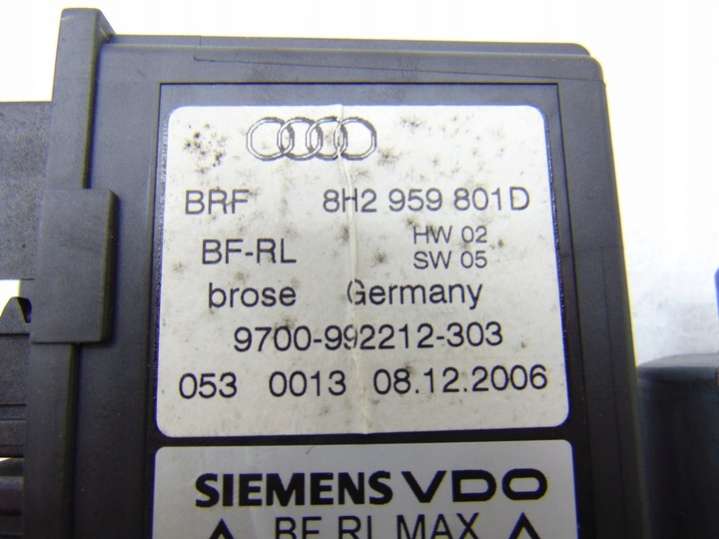 BRF 8H2 959 801D
BF-RL HW 02
SW 05
brose Germany
9700-992212-303
053 0013 08.12.2006
SIEMENS VDO
BF RL MAX